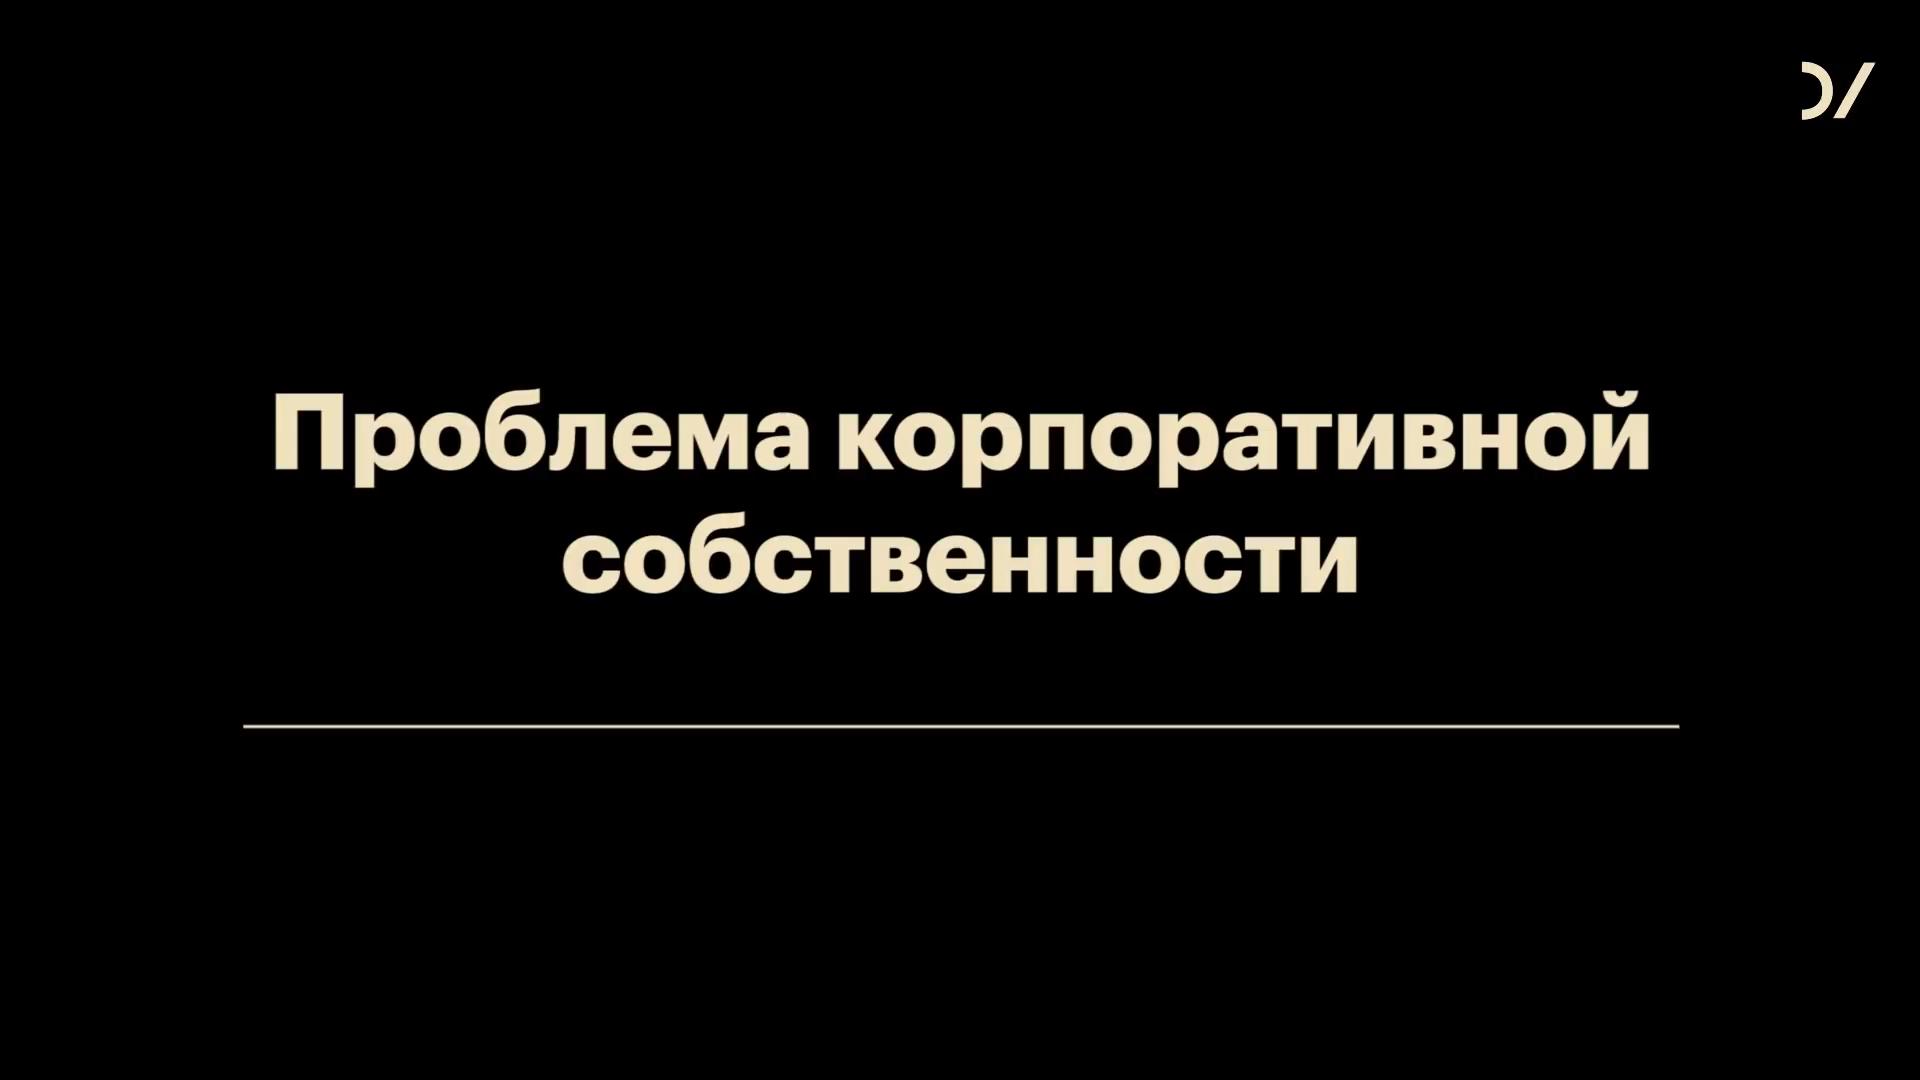 Проблема корпоративной
собственности